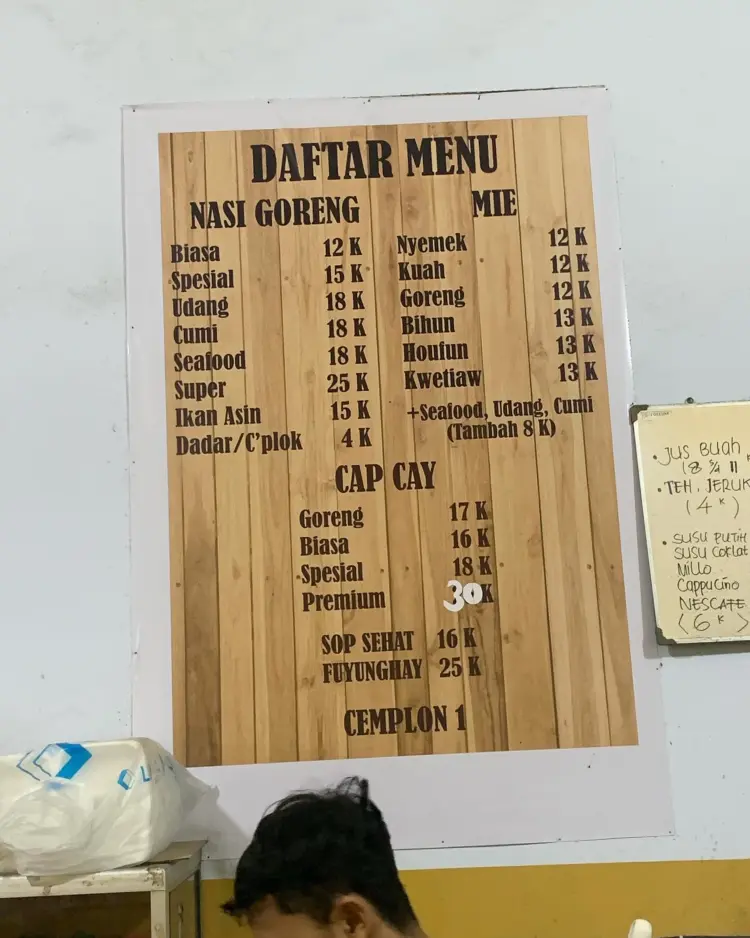 DAFTAR MENU
NASI GORENG
Biasa 12 K
Spesial 15 K
Udang 18 K
Cumi 18 K
Seafood 18 K
Super 25 K
Ikan Asin 15 K
Dadar/C'plok 4 K
MIE
Nyemek 12 K
Kuah 12 K
Goreng 12 K
Bihun 13 K
Houfun 13 K
Kwetiaw 13 K
+Seafood, Udang, Cumi
(Tambah 8 K)
CAP CAY
Goreng 17 K
Biasa 16 K
Spesial 18 K
Premium 30 K
SOP SEHAT 16 K
FUYUNGHAY 25 K
CEMPLON 1
• JUS BUAH
• TEH, JERUK
(4 K)
• SUSU PUTIH
SUSU Coklat
Millo
Cappucino
NESCAFE
(6 K)